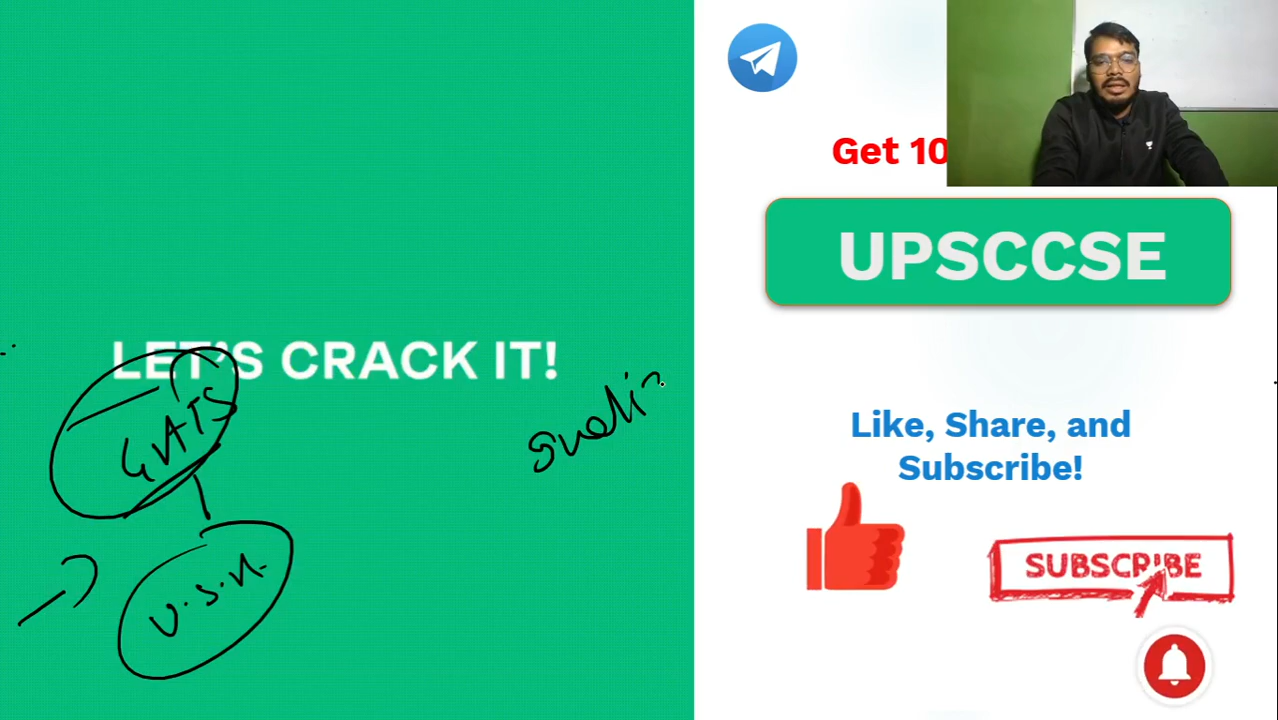 LET'S CRACK IT!
GATS
U.S.A.
Get 10
UPSCCSE
Like, Share, and
Subscribe!
SUBSCRIBE